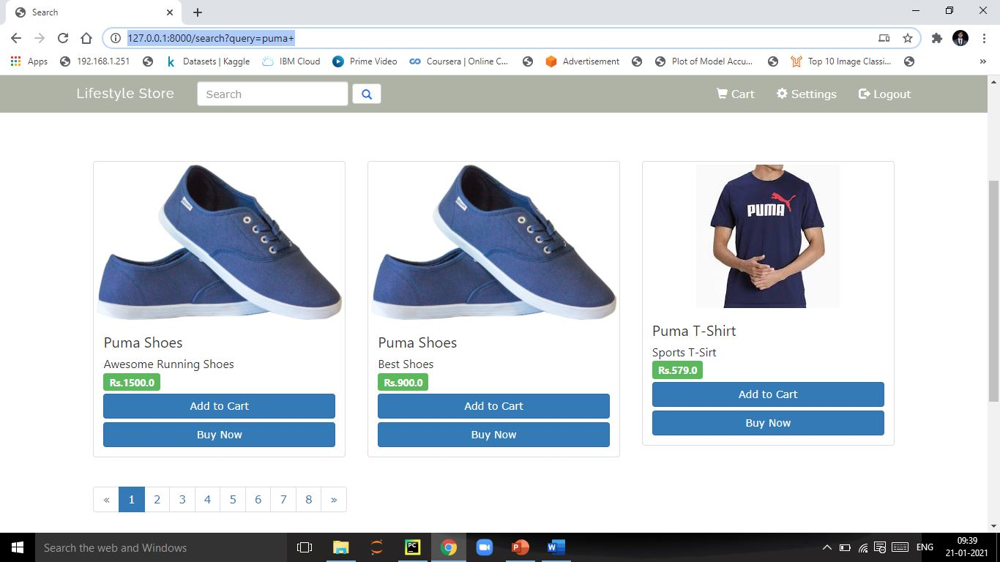 Search
127.0.0.1:8000/search?query=puma+
Apps 192.168.1.251 Datasets | Kaggle IBM Cloud Prime Video Coursera | Online C... Advertisement Plot of Model Accu... Top 10 Image Classi... »
Lifestyle Store Search Cart Settings Logout
PUMA
Puma Shoes
Awesome Running Shoes
Rs.1500.0
Add to Cart
Buy Now
Puma Shoes
Best Shoes
Rs.900.0
Add to Cart
Buy Now
Puma T-Shirt
Sports T-Sirt
Rs.579.0
Add to Cart
Buy Now
« 1 2 3 4 5 6 7 8 »
Search the web and Windows
ENG
09:39
21-01-2021